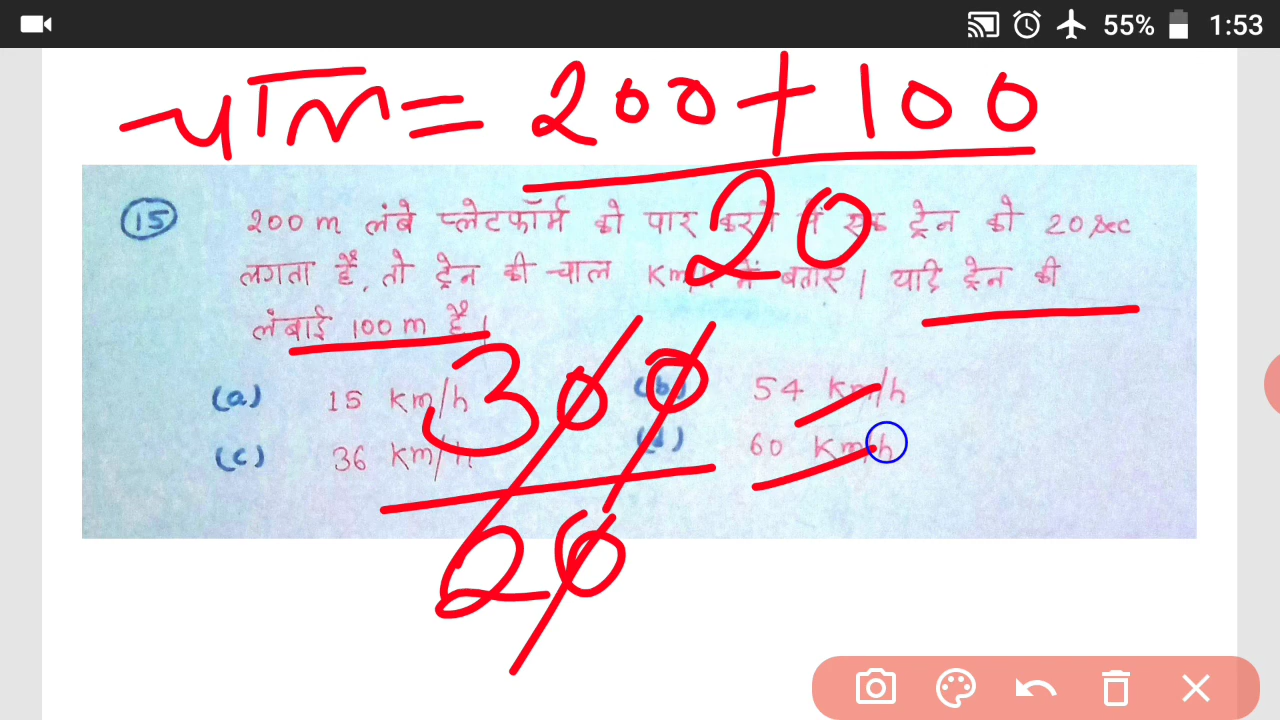 55% 1:53
चाल = 200 + 100
20
15 200 m लंबे प्लेटफॉर्म को पार करने में एक ट्रेन को 20 sec
लगता है, तो ट्रेन की चाल Km/h में बताए। यदि ट्रेन की
लंबाई 100 m है।
300
(a) 15 Km/h (b) 54 Km/h
(c) 36 Km/h (d) 60 Km/h
20